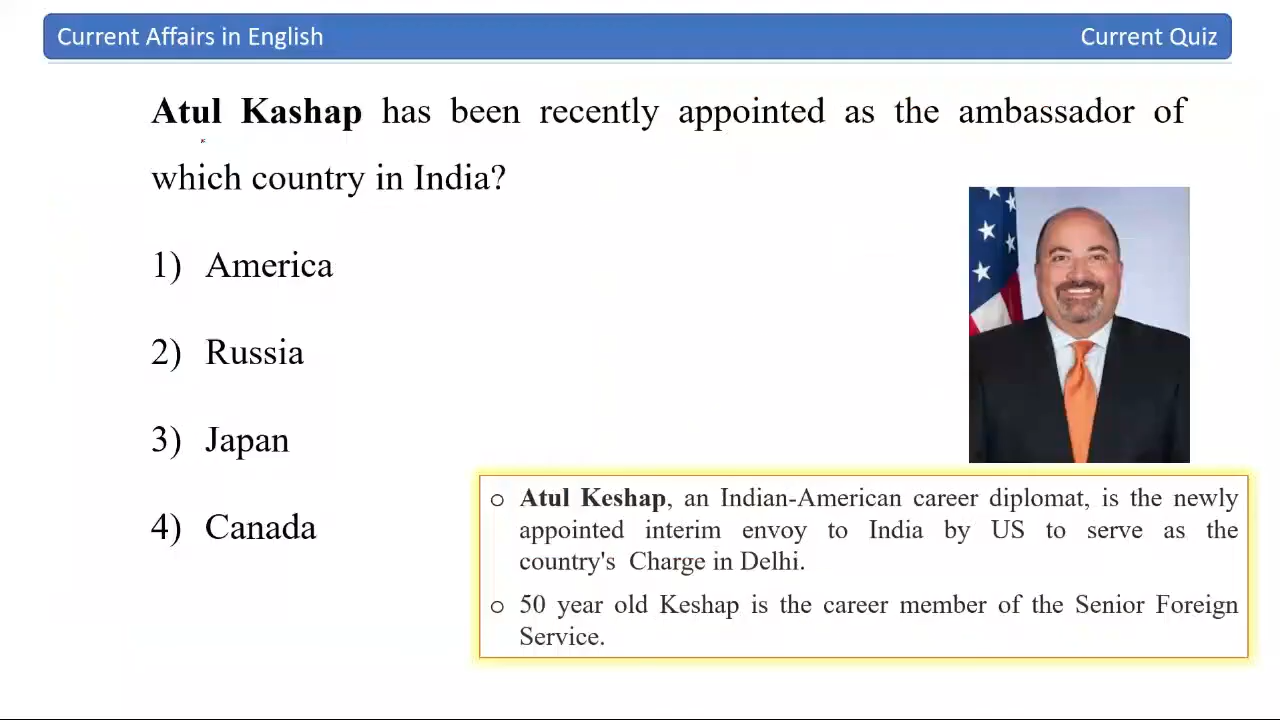 Current Affairs in English
Current Quiz
Atul Kashap has been recently appointed as the ambassador of
which country in India?
1) America
2) Russia
3) Japan
4) Canada
Atul Keshap, an Indian-American career diplomat, is the newly
appointed interim envoy to India by US to serve as the
country's Charge in Delhi.
50 year old Keshap is the career member of the Senior Foreign
Service.